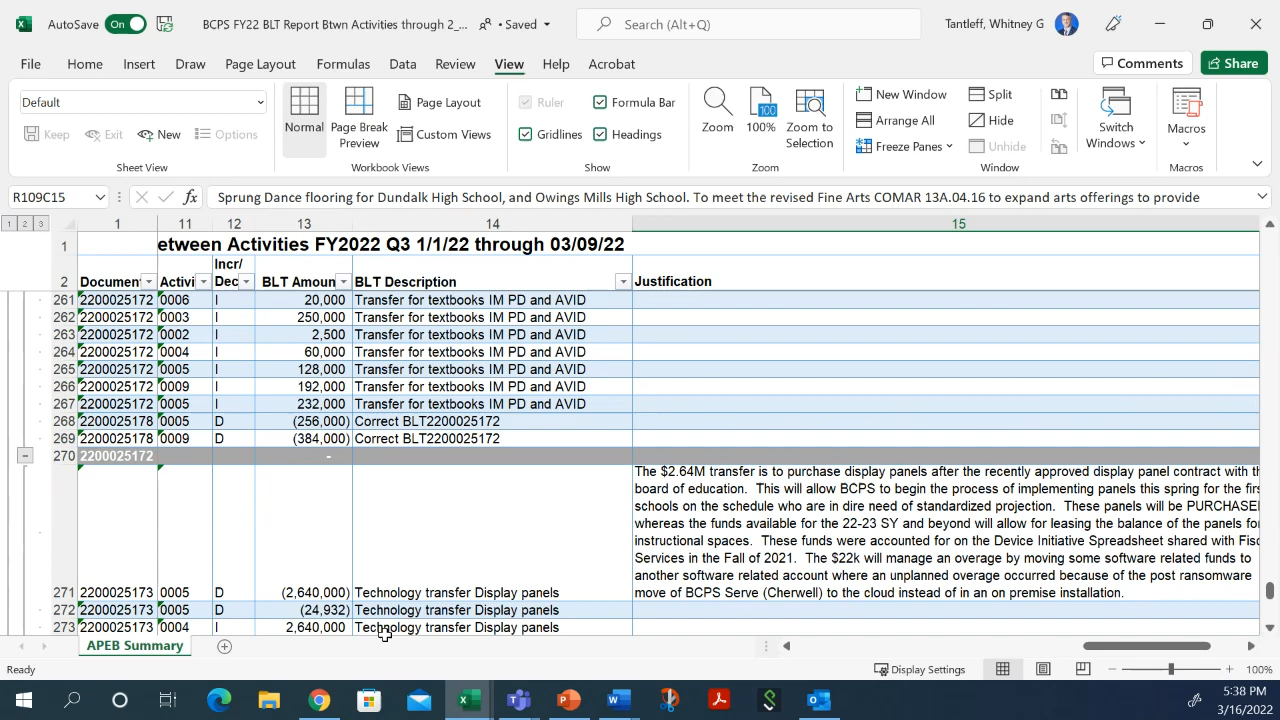 AutoSave On BCPS FY22 BLT Report Btwn Activities through 2_... • Saved Search (Alt+Q) Tantleff, Whitney G
File Home Insert Draw Page Layout Formulas Data Review View Help Acrobat Comments Share
Default
Keep Exit New Options
Sheet View
Normal Page Break Preview Page Layout Custom Views
Workbook Views
Ruler Formula Bar
Gridlines Headings
Show
Zoom 100% Zoom to Selection
Zoom
New Window Split
Arrange All Hide
Freeze Panes Unhide
Switch Windows
Window
Macros
Macros
R109C15 fx Sprung Dance flooring for Dundalk High School, and Owings Mills High School. To meet the revised Fine Arts COMAR 13A.04.16 to expand arts offerings to provide
1 2 3 1 11 12 13 14 15
1 etween Activities FY2022 Q3 1/1/22 through 03/09/22
2 Documen Activi Incr/ Dec BLT Amoun BLT Description Justification
261 2200025172 0006 I 20,000 Transfer for textbooks IM PD and AVID
262 2200025172 0003 I 250,000 Transfer for textbooks IM PD and AVID
263 2200025172 0002 I 2,500 Transfer for textbooks IM PD and AVID
264 2200025172 0004 I 60,000 Transfer for textbooks IM PD and AVID
265 2200025172 0005 I 128,000 Transfer for textbooks IM PD and AVID
266 2200025172 0009 I 192,000 Transfer for textbooks IM PD and AVID
267 2200025172 0005 I 232,000 Transfer for textbooks IM PD and AVID
268 2200025178 0005 D (256,000) Correct BLT2200025172
269 2200025178 0009 D (384,000) Correct BLT2200025172
270 2200025172 -
The $2.64M transfer is to purchase display panels after the recently approved display panel contract with th
board of education. This will allow BCPS to begin the process of implementing panels this spring for the firs
schools on the schedule who are in dire need of standardized projection. These panels will be PURCHASE
whereas the funds available for the 22-23 SY and beyond will allow for leasing the balance of the panels fo
instructional spaces. These funds were accounted for on the Device Initiative Spreadsheet shared with Fisc
Services in the Fall of 2021. The $22k will manage an overage by moving some software related funds to
another software related account where an unplanned overage occurred because of the post ransomware
271 2200025173 0005 D (2,640,000) Technology transfer Display panels move of BCPS Serve (Cherwell) to the cloud instead of in an on premise installation.
272 2200025173 0005 D (24,932) Technology transfer Display panels
273 2200025173 0004 I 2,640,000 Technology transfer Display panels
APEB Summary
Ready Display Settings 100%
5:38 PM
3/16/2022